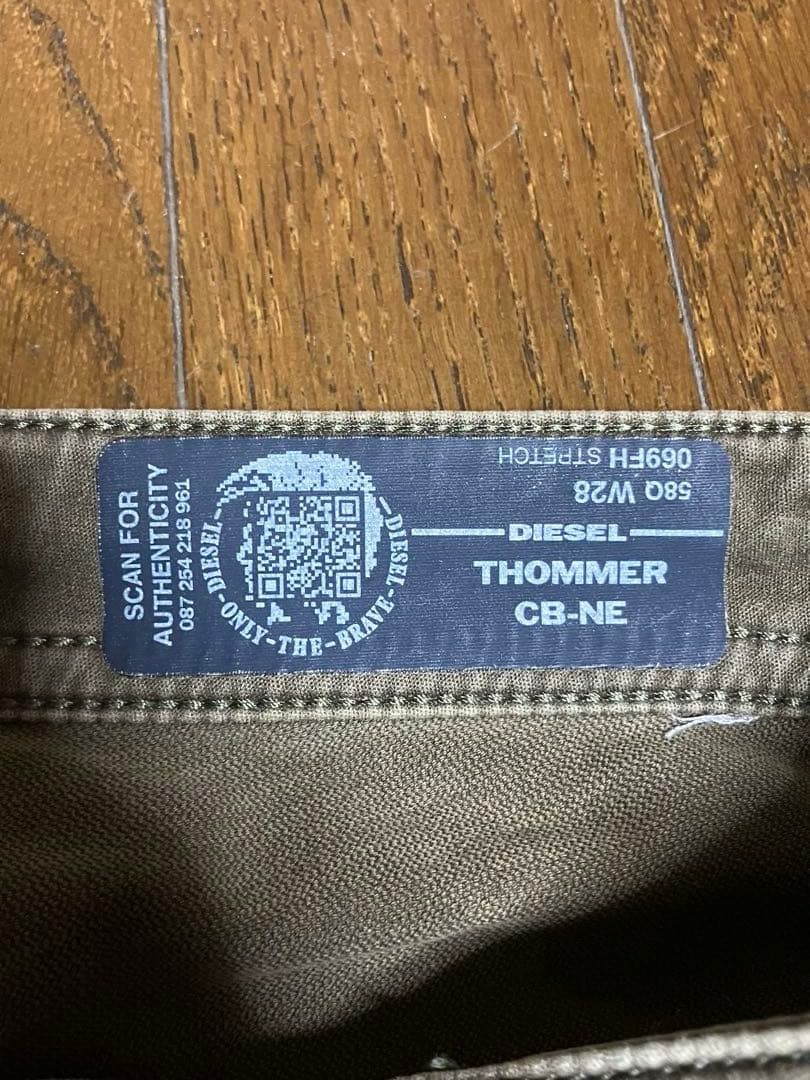 SCAN FOR
AUTHENTICITY
087 254 218 961
DIESEL-ONLY-THE-BRAVE-DIESEL
DIESEL
THOMMER
CB-NE
58Q W28
069FH STRETCH